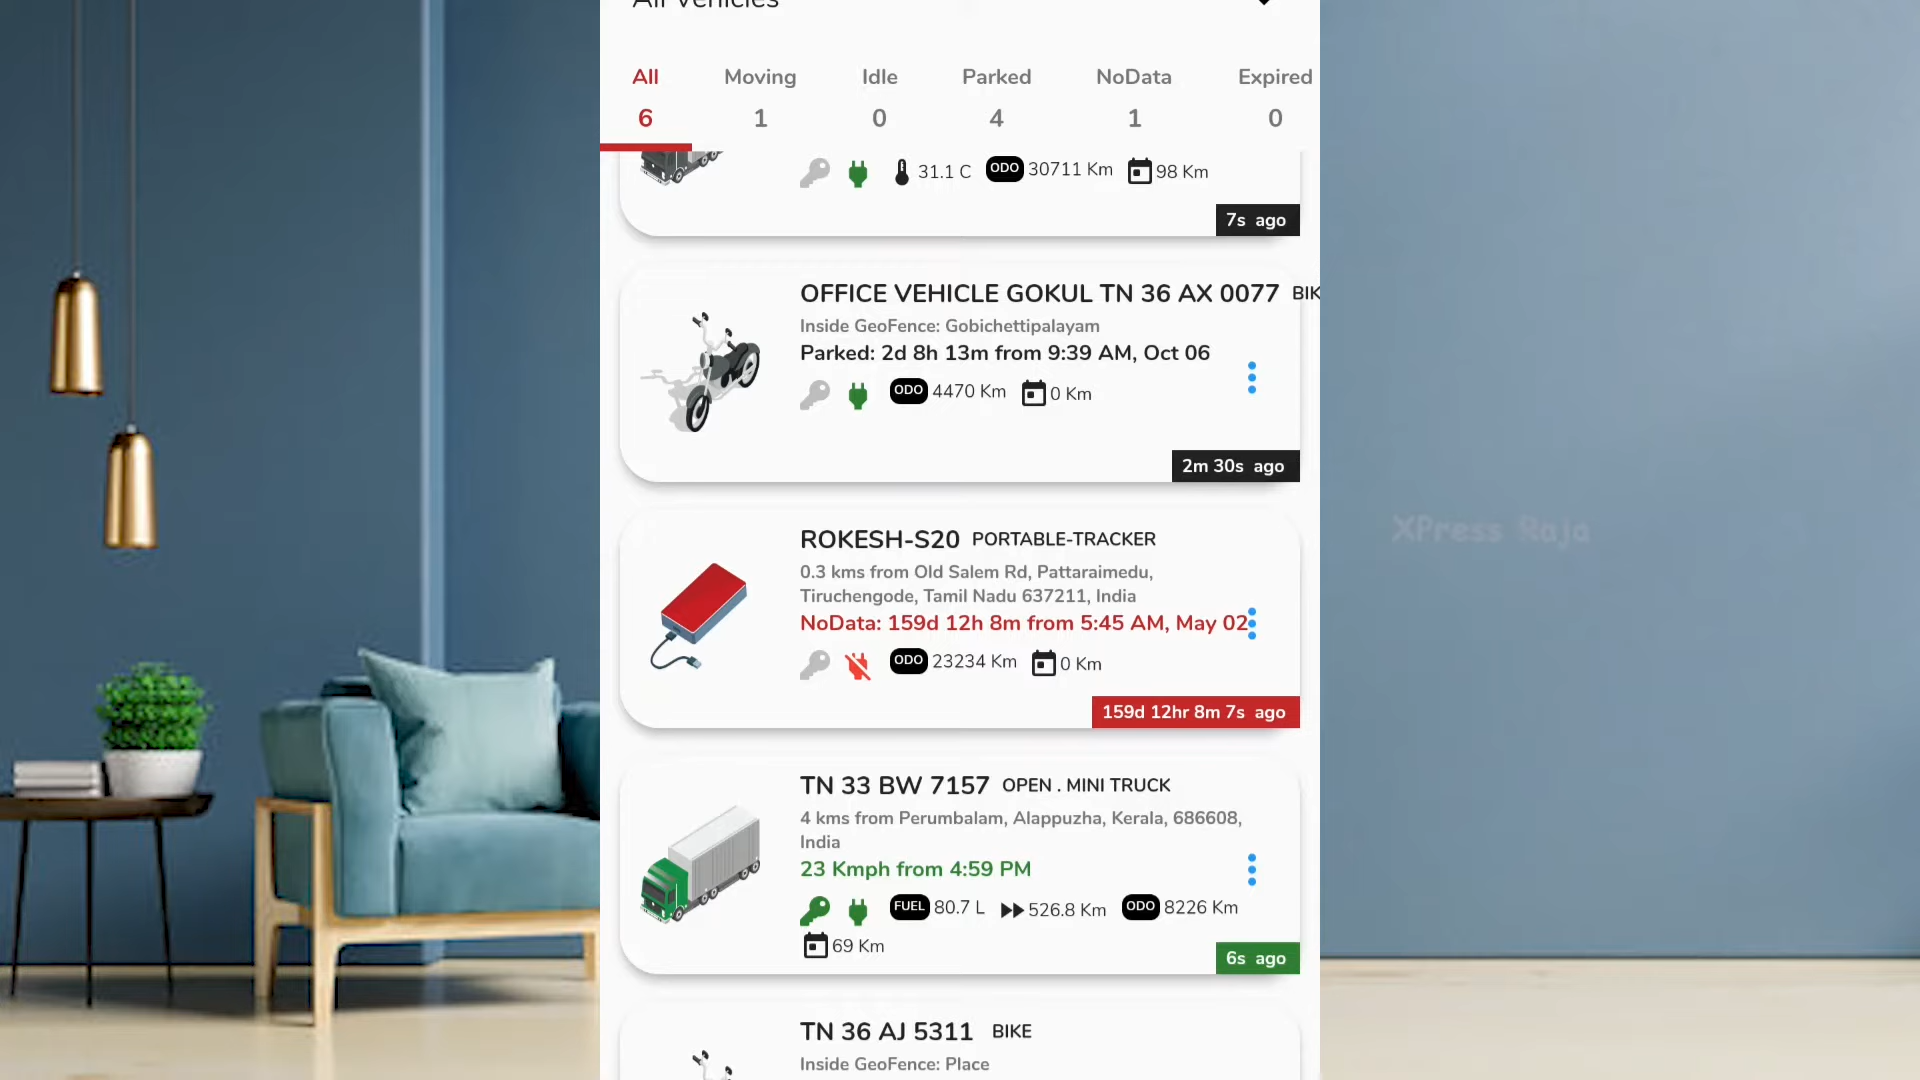 All Vehicles
All Moving Idle Parked NoData Expired
6 1 0 4 1 0
31.1 C ODO 30711 Km 98 Km
7s ago
OFFICE VEHICLE GOKUL TN 36 AX 0077 BIK
Inside GeoFence: Gobichettipalayam
Parked: 2d 8h 13m from 9:39 AM, Oct 06
ODO 4470 Km 0 Km
2m 30s ago
ROKESH-S20 PORTABLE-TRACKER
0.3 kms from Old Salem Rd, Pattaraimedu,
Tiruchengode, Tamil Nadu 637211, India
NoData: 159d 12h 8m from 5:45 AM, May 02
ODO 23234 Km 0 Km
159d 12hr 8m 7s ago
TN 33 BW 7157 OPEN . MINI TRUCK
4 kms from Perumbalam, Alappuzha, Kerala, 686608,
India
23 Kmph from 4:59 PM
FUEL 80.7 L 526.8 Km ODO 8226 Km
69 Km
6s ago
TN 36 AJ 5311 BIKE
Inside GeoFence: Place
XPress Raja